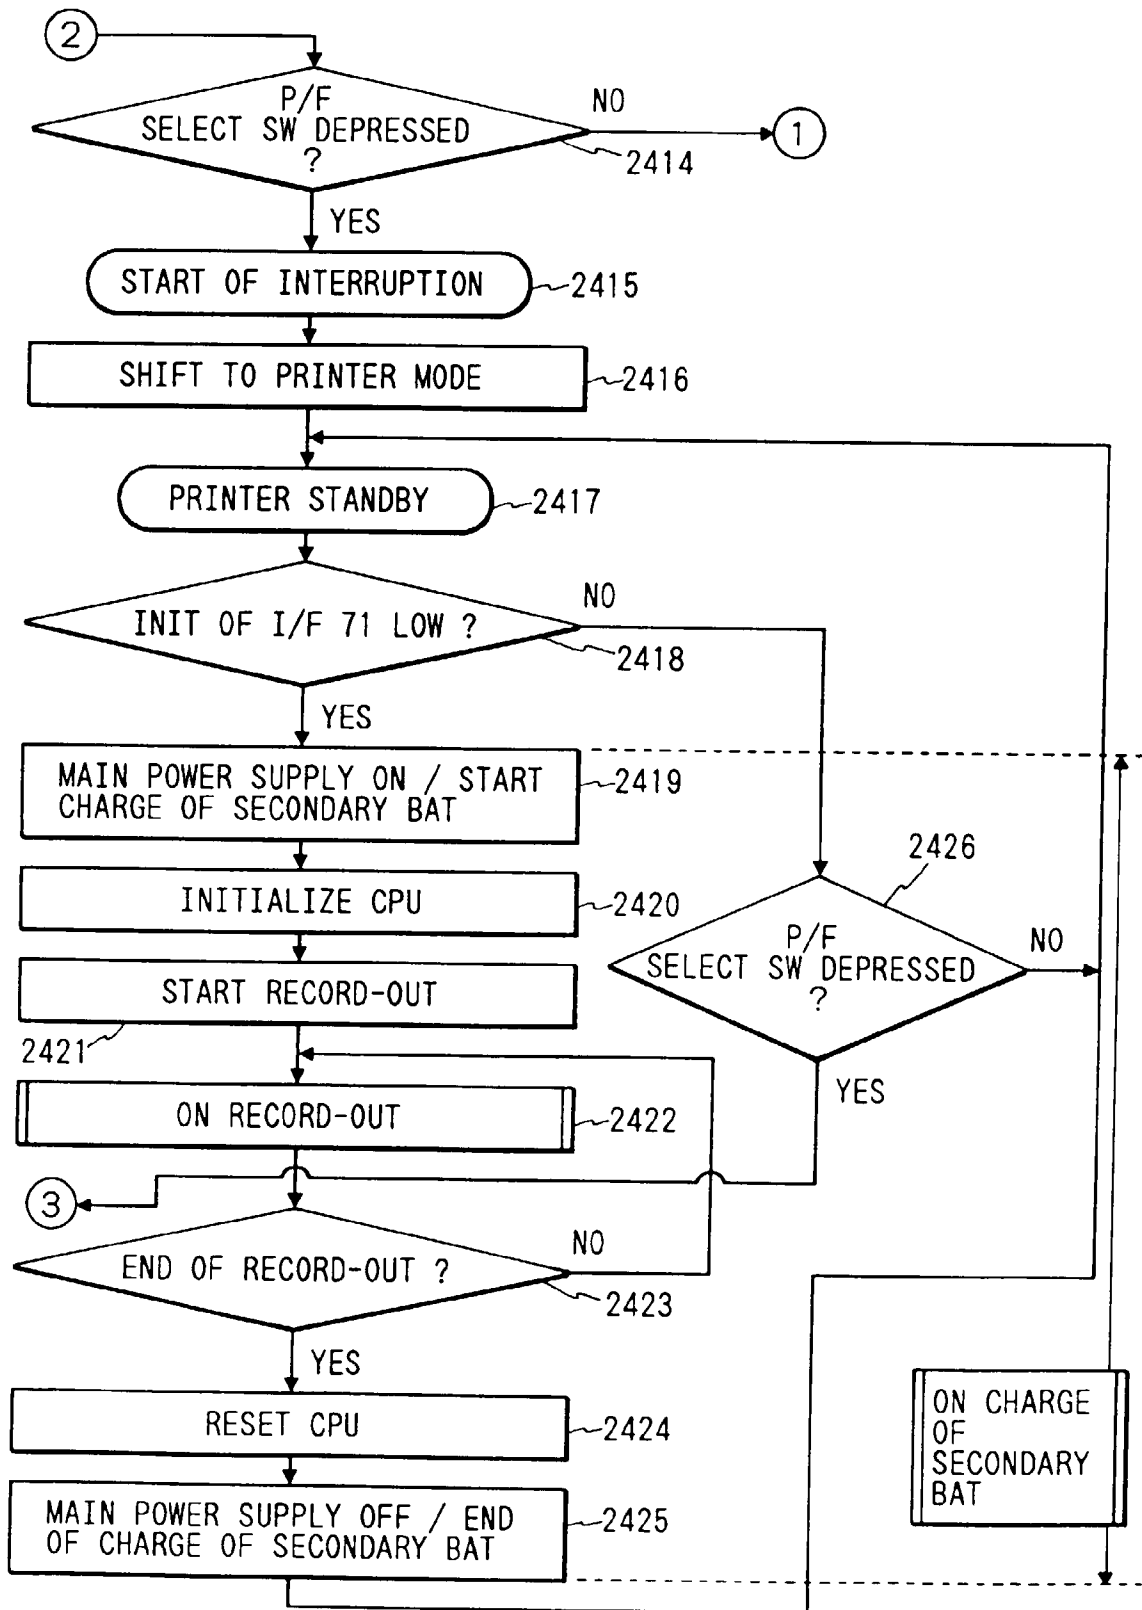 2
P/F
SELECT SW DEPRESSED
?
NO
1
2414
YES
START OF INTERRUPTION
2415
SHIFT TO PRINTER MODE
2416
PRINTER STANDBY
2417
INIT OF I/F 71 LOW ?
NO
2418
YES
MAIN POWER SUPPLY ON / START
CHARGE OF SECONDARY BAT
2419
INITIALIZE CPU
2420
START RECORD-OUT
2421
2426
P/F
SELECT SW DEPRESSED
?
NO
YES
ON RECORD-OUT
2422
3
END OF RECORD-OUT ?
NO
2423
YES
RESET CPU
2424
MAIN POWER SUPPLY OFF / END
OF CHARGE OF SECONDARY BAT
2425
ON CHARGE
OF
SECONDARY
BAT